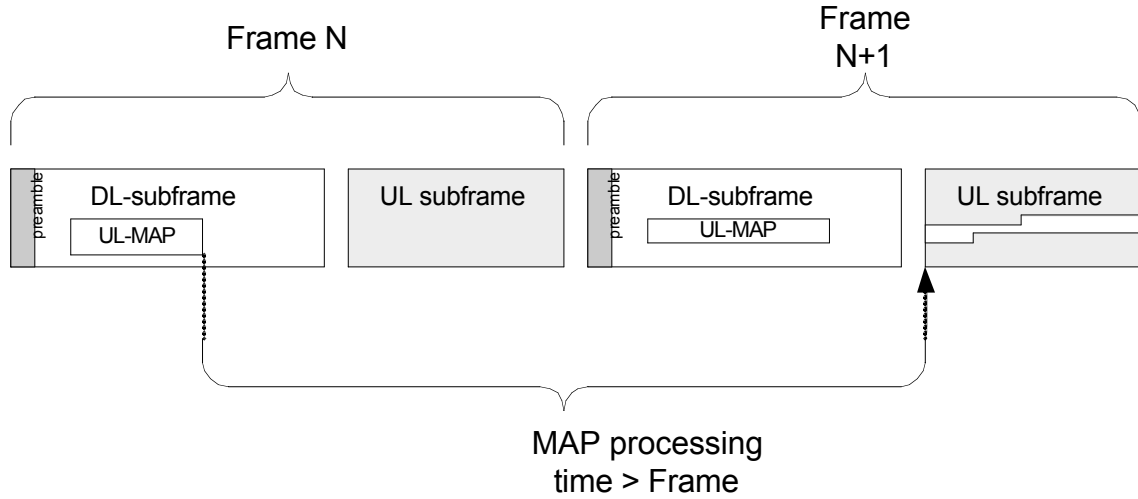 Frame N
Frame
N+1
preamble
DL-subframe
UL-MAP
UL subframe
preamble
DL-subframe
UL-MAP
UL subframe
MAP processing
time > Frame